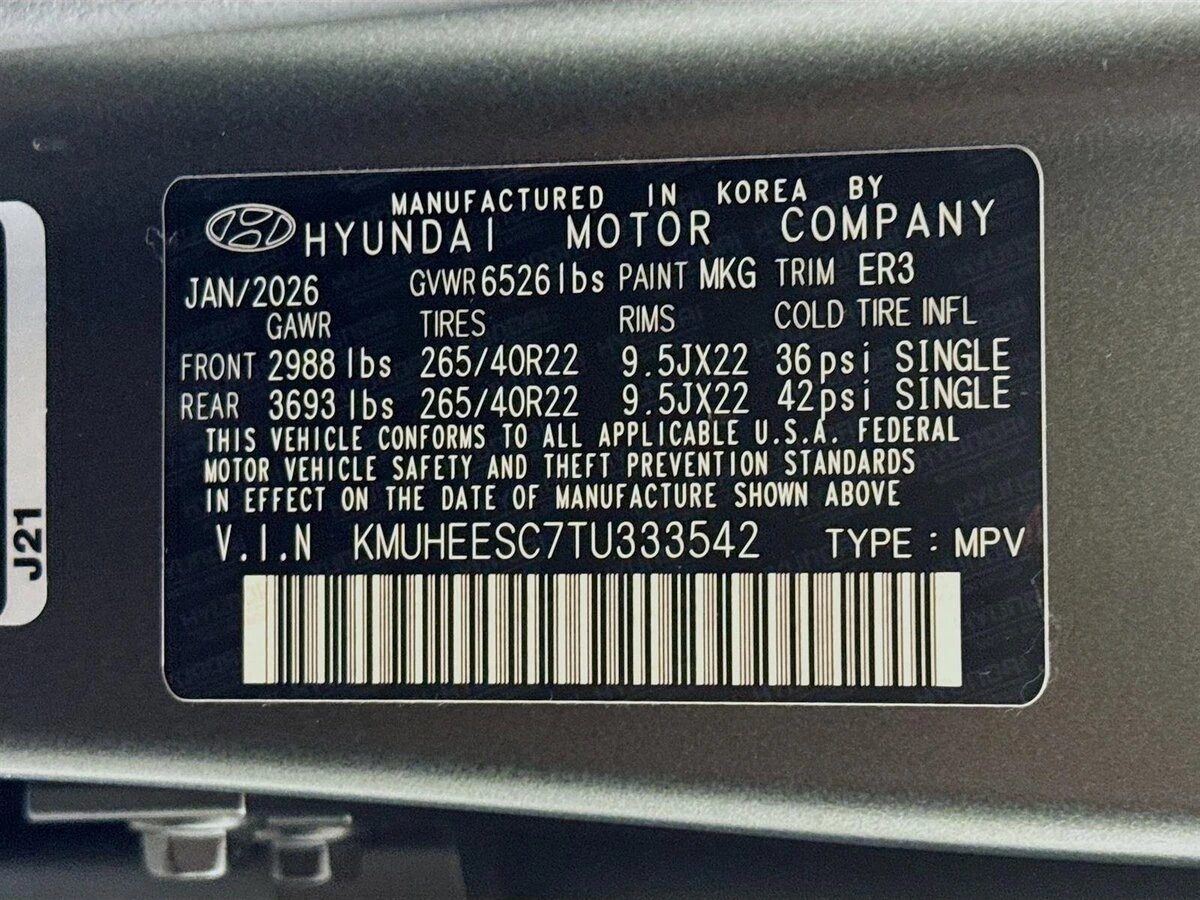 MANUFACTURED IN KOREA BY
HYUNDAI MOTOR COMPANY
JAN/2026 GVWR 6526lbs PAINT MKG TRIM ER3
GAWR TIRES RIMS COLD TIRE INFL
FRONT 2988 lbs 265/40R22 9.5JX22 36psi SINGLE
REAR 3693 lbs 265/40R22 9.5JX22 42psi SINGLE
THIS VEHICLE CONFORMS TO ALL APPLICABLE U.S.A. FEDERAL
MOTOR VEHICLE SAFETY AND THEFT PREVENTION STANDARDS
IN EFFECT ON THE DATE OF MANUFACTURE SHOWN ABOVE
V.I.N KMUHEESC7TU333542 TYPE : MPV
J21